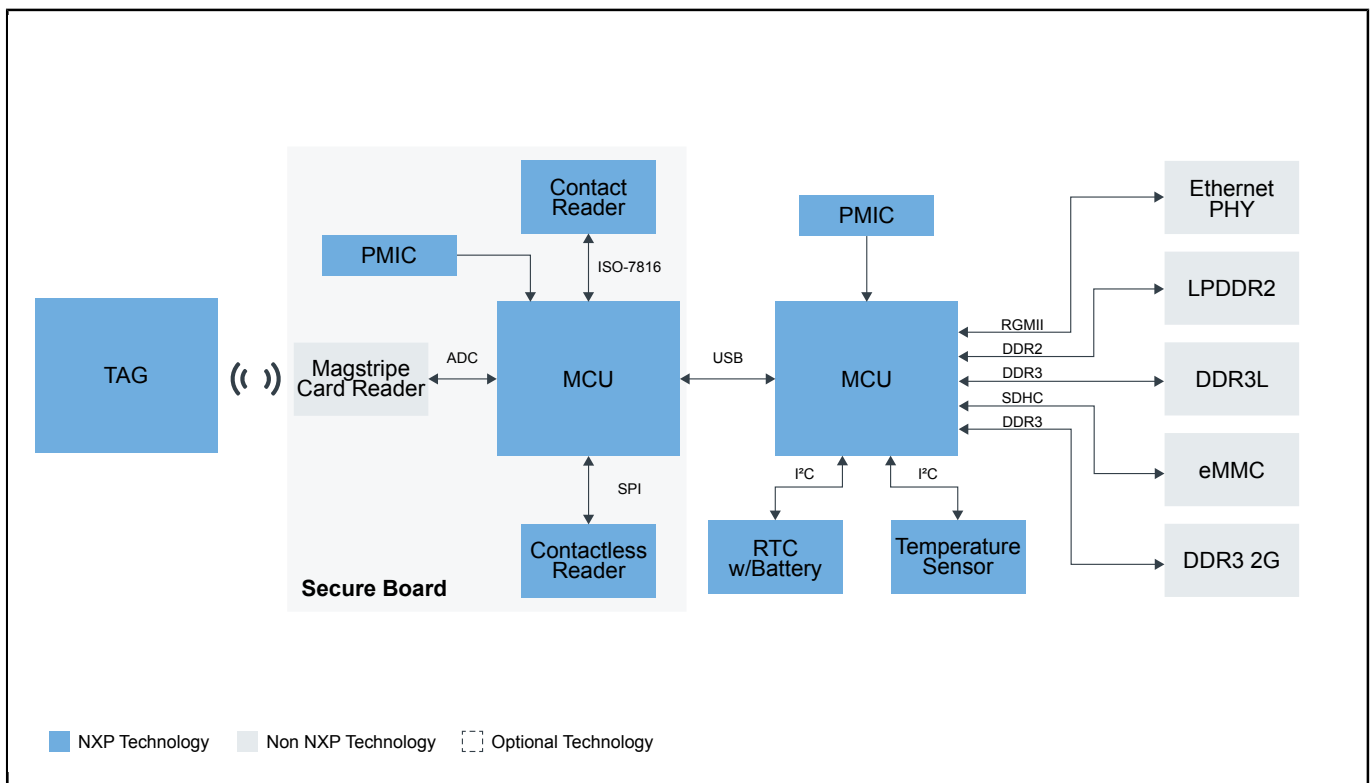 Contact
Reader
PMIC
ISO-7816
TAG
Magstripe
Card Reader
ADC
MCU
SPI
Contactless
Reader
Secure Board
USB
PMIC
MCU
RGMII
DDR2
DDR3
SDHC
DDR3
I²C
I²C
RTC
w/Battery
Temperature
Sensor
Ethernet
PHY
LPDDR2
DDR3L
eMMC
DDR3 2G
NXP Technology
Non NXP Technology
Optional Technology